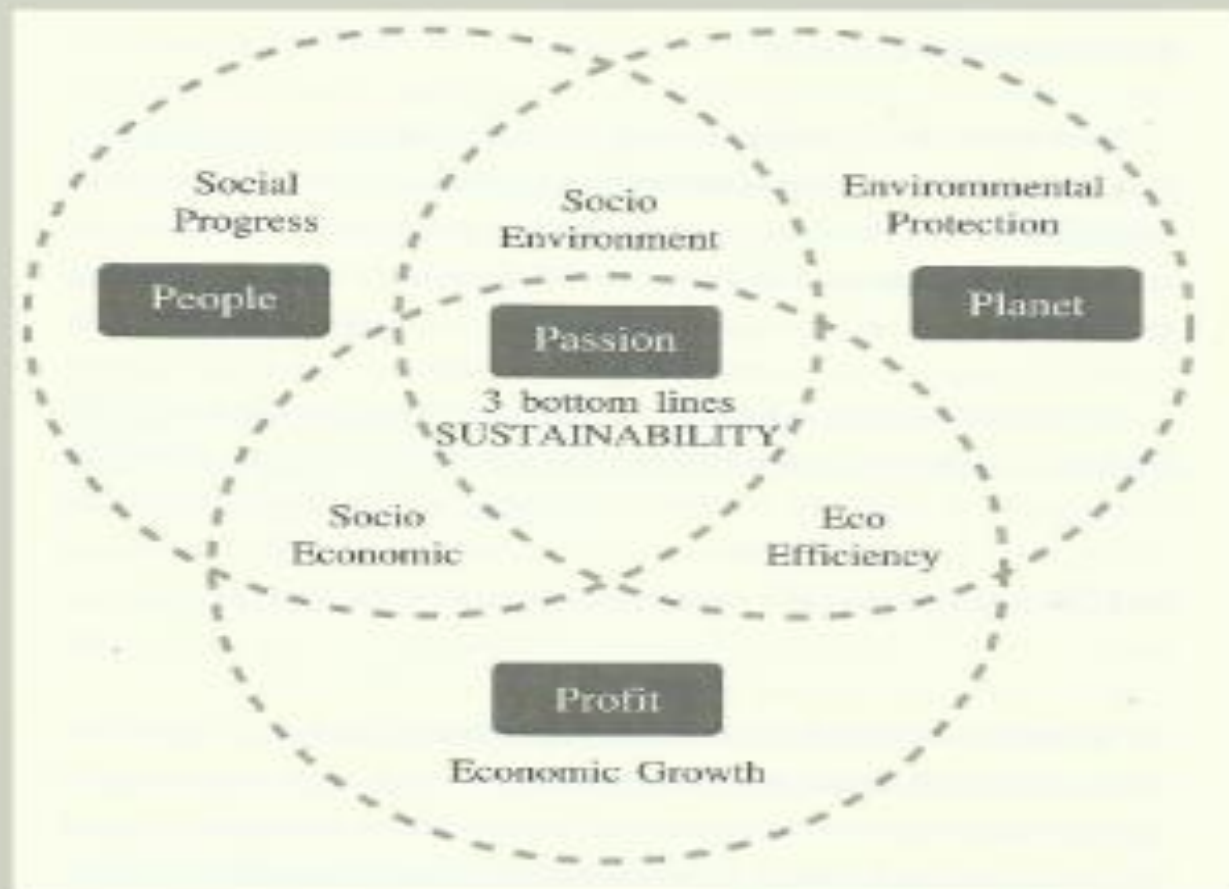 Social
Progress
People
Socio
Environment
Envirommental
Protection
Planet
Passion
3 bottom lines
SUSTAINABILITY
Socio
Economic
Eco
Efficiency
Profit
Economic Growth